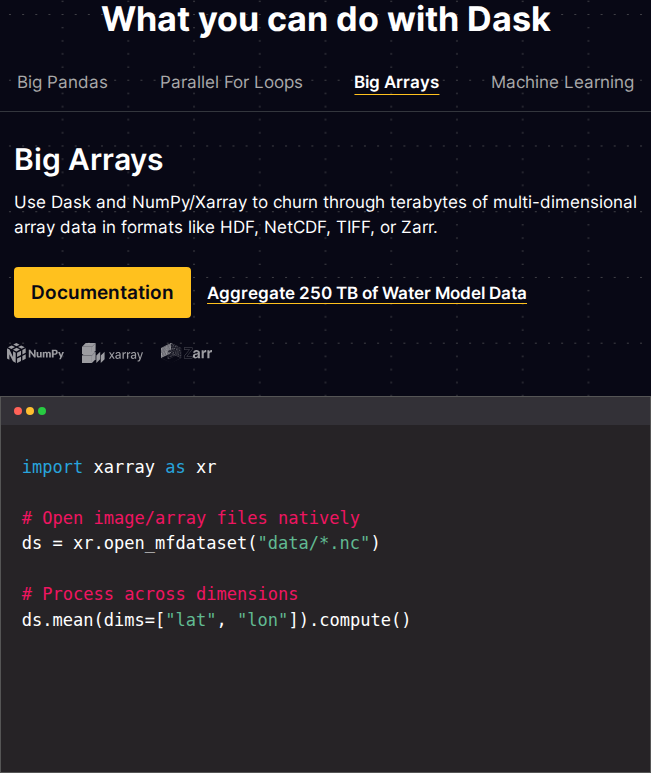 What you can do with Dask
Big Pandas Parallel For Loops Big Arrays Machine Learning
Big Arrays
Use Dask and NumPy/Xarray to churn through terabytes of multi-dimensional
array data in formats like HDF, NetCDF, TIFF, or Zarr.
Documentation Aggregate 250 TB of Water Model Data
NumPy xarray Zarr
import xarray as xr
# Open image/array files natively
ds = xr.open_mfdataset("data/*.nc")
# Process across dimensions
ds.mean(dims=["lat", "lon"]).compute()